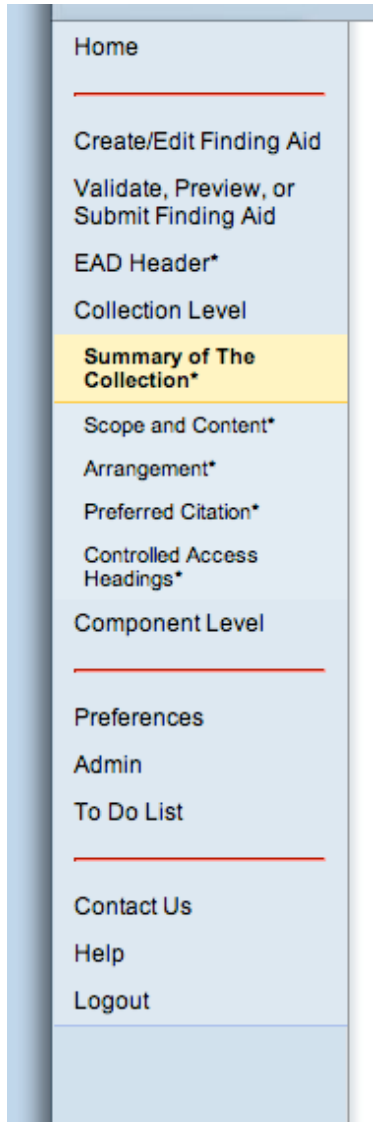 Home
Create/Edit Finding Aid
Validate, Preview, or
Submit Finding Aid
EAD Header*
Collection Level
Summary of The
Collection*
Scope and Content*
Arrangement*
Preferred Citation*
Controlled Access
Headings*
Component Level
Preferences
Admin
To Do List
Contact Us
Help
Logout